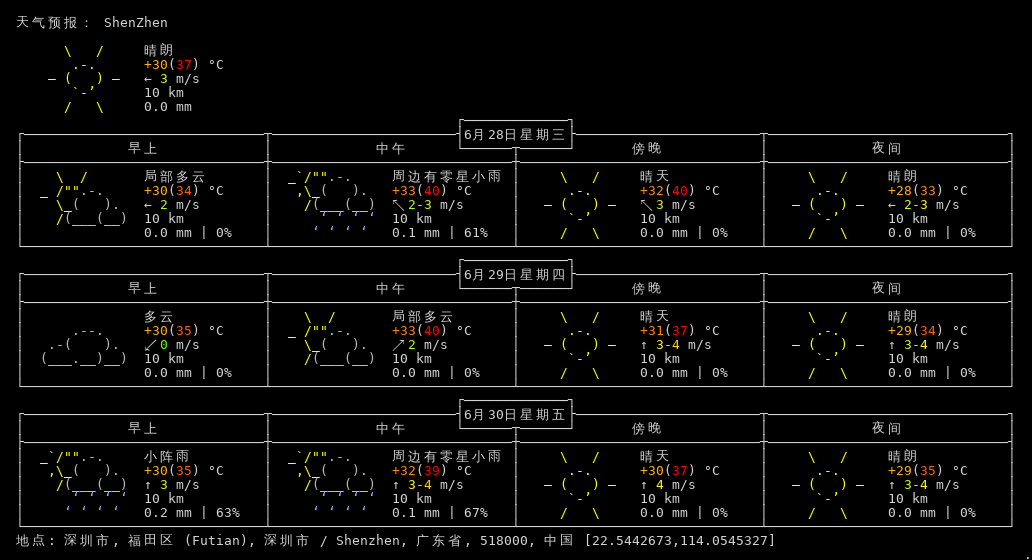 天气预报： ShenZhen
晴朗
+30(37) °C
← 3 m/s
10 km
0.0 mm
6月28日星期三
早上 中午 傍晚 夜间
局部多云 周边有零星小雨 晴天 晴朗
+30(34) °C +33(40) °C +32(40) °C +28(33) °C
← 2 m/s ↖ 2-3 m/s ↖ 3 m/s ← 2-3 m/s
10 km 10 km 10 km 10 km
0.0 mm | 0% 0.1 mm | 61% 0.0 mm | 0% 0.0 mm | 0%
6月29日星期四
早上 中午 傍晚 夜间
多云 局部多云 晴天 晴朗
+30(35) °C +33(40) °C +31(37) °C +29(34) °C
↙ 0 m/s ↗ 2 m/s ↑ 3-4 m/s ↑ 3-4 m/s
10 km 10 km 10 km 10 km
0.0 mm | 0% 0.0 mm | 0% 0.0 mm | 0% 0.0 mm | 0%
6月30日星期五
早上 中午 傍晚 夜间
小阵雨 周边有零星小雨 晴天 晴朗
+30(35) °C +32(39) °C +30(37) °C +29(35) °C
↑ 3 m/s ↑ 3-4 m/s ↑ 4 m/s ↑ 3-4 m/s
10 km 10 km 10 km 10 km
0.2 mm | 63% 0.1 mm | 67% 0.0 mm | 0% 0.0 mm | 0%
地点: 深圳市, 福田区 (Futian), 深圳市 / Shenzhen, 广东省, 518000, 中国 [22.5442673,114.0545327]